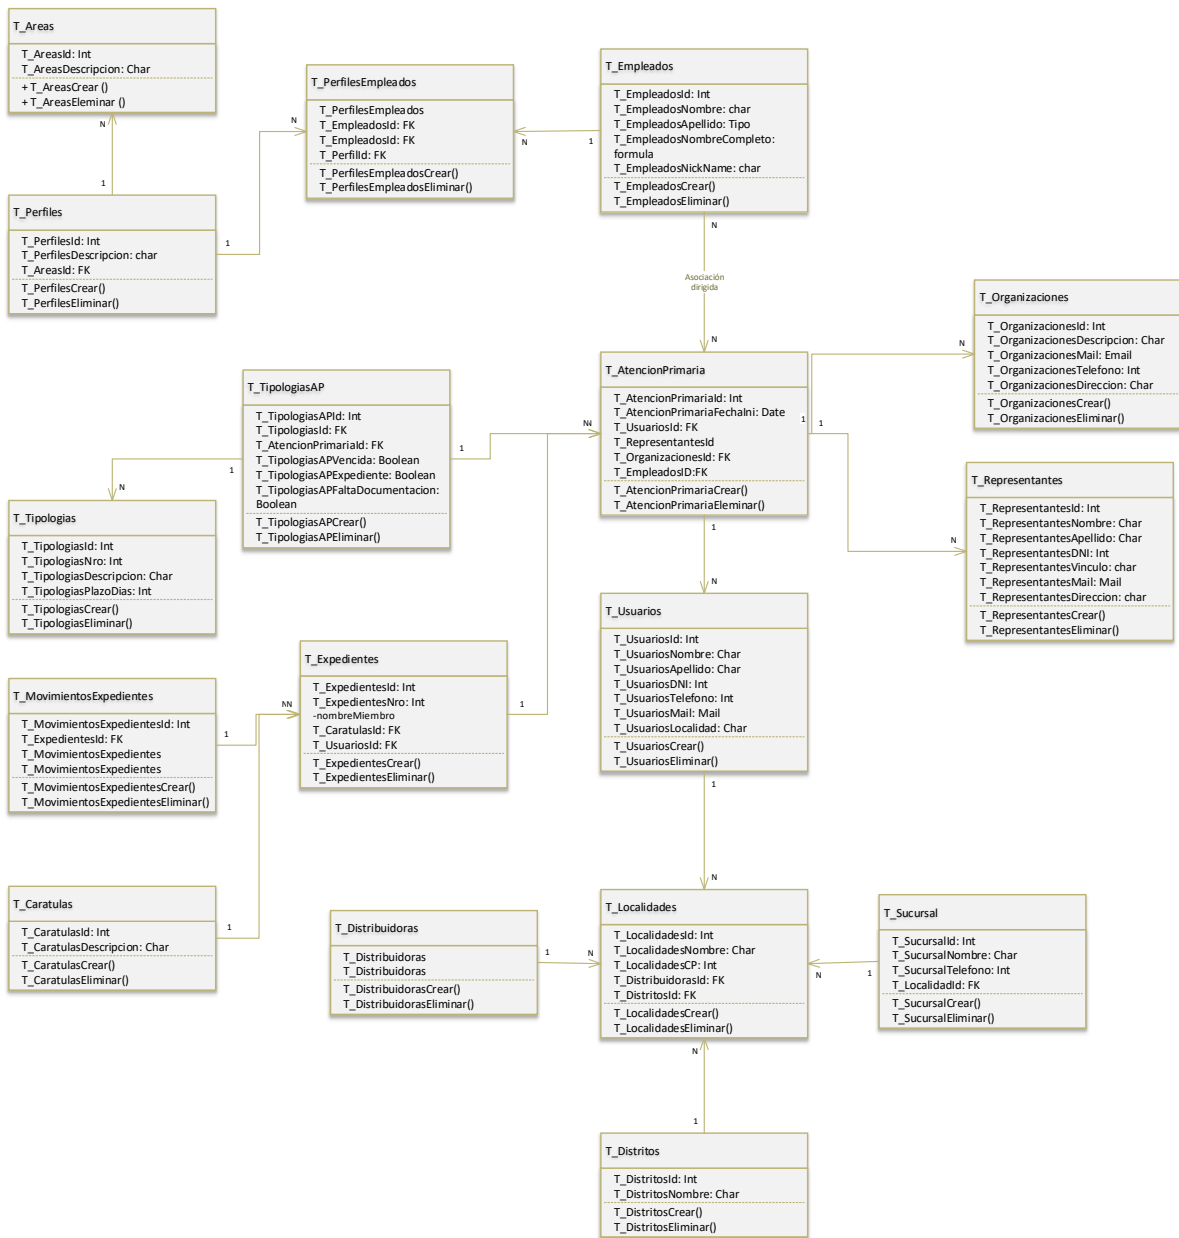 T_Areas
T_AreasId: Int
T_AreasDescripcion: Char
+ T_AreasCrear ()
+ T_AreasEleminar ()
N
1
T_Perfiles
T_PerfilesId: Int
T_PerfilesDescripcion: char
T_AreasId: FK
T_PerfilesCrear()
T_PerfilesEliminar()
1
N
T_PerfilesEmpleados
T_PerfilesEmpleados
T_EmpleadosId: FK
T_EmpleadosId: FK
T_PerfilId: FK
T_PerfilesEmpleadosCrear()
T_PerfilesEmpleadosEliminar()
N
1
T_Empleados
T_EmpleadosId: Int
T_EmpleadosNombre: char
T_EmpleadosApellido: Tipo
T_EmpleadosNombreCompleto:
formula
T_EmpleadosNickName: char
T_EmpleadosCrear()
T_EmpleadosEliminar()
N
Asociación
dirigida
N
T_Organizaciones
T_OrganizacionesId: Int
T_OrganizacionesDescripcion: Char
T_OrganizacionesMail: Email
T_OrganizacionesTelefono: Int
T_OrganizacionesDireccion: Char
T_OrganizacionesCrear()
T_OrganizacionesEliminar()
N
T_AtencionPrimaria
T_AtencionPrimariaId: Int
T_AtencionPrimariaFechaIni: Date
T_UsuariosId: FK
T_RepresentantesId
T_OrganizacionesId: FK
T_EmpleadosID:FK
T_AtencionPrimariaCrear()
T_AtencionPrimariaEleminar()
1
1
1
N
T_TipologiasAP
T_TipologiasAPId: Int
T_TipologiasId: FK
T_AtencionPrimariaId: FK
T_TipologiasAPVencida: Boolean
T_TipologiasAPExpediente: Boolean
T_TipologiasAPFaltaDocumentacion:
Boolean
T_TipologiasAPCrear()
T_TipologiasAPEliminar()
1
N
N
1
N
T_Representantes
T_RepresentantesId: Int
T_RepresentantesNombre: Char
T_RepresentantesApellido: Char
T_RepresentantesDNI: Int
T_RepresentantesVinculo: char
T_RepresentantesMail: Mail
T_RepresentantesDireccion: char
T_RepresentantesCrear()
T_RepresentantesEliminar()
N
T_Tipologias
T_TipologiasId: Int
T_TipologiasNro: Int
T_TipologiasDescripcion: Char
T_TipologiasPlazoDias: Int
T_TipologiasCrear()
T_TipologiasEliminar()
T_Usuarios
T_UsuariosId: Int
T_UsuariosNombre: Char
T_UsuariosApellido: Char
T_UsuariosDNI: Int
T_UsuariosTelefono: Int
T_UsuariosMail: Mail
T_UsuariosLocalidad: Char
T_UsuariosCrear()
T_UsuariosEliminar()
1
N
T_Expedientes
T_ExpedientesId: Int
T_ExpedientesNro: Int
-nombreMiembro
T_CaratulasId: FK
T_UsuariosId: FK
T_ExpedientesCrear()
T_ExpedientesEliminar()
1
N
N
T_MovimientosExpedientes
T_MovimientosExpedientesId: Int
T_ExpedientesId: FK
T_MovimientosExpedientes
T_MovimientosExpedientes
T_MovimientosExpedientesCrear()
T_MovimientosExpedientesEliminar()
1
T_Caratulas
T_CaratulasId: Int
T_CaratulasDescripcion: Char
T_CaratulasCrear()
T_CaratulasEliminar()
1
T_Distribuidoras
T_Distribuidoras
T_Distribuidoras
T_DistribuidorasCrear()
T_DistribuidorasEliminar()
1
N
T_Localidades
T_LocalidadesId: Int
T_LocalidadesNombre: Char
T_LocalidadesCP: Int
T_DistribuidorasId: FK
T_DistritosId: FK
T_LocalidadesCrear()
T_LocalidadesEliminar()
N
1
T_Sucursal
T_SucursalId: Int
T_SucursalNombre: Char
T_SucursalTelefono: Int
T_LocalidadId: FK
T_SucursalCrear()
T_SucursalEliminar()
N
1
T_Distritos
T_DistritosId: Int
T_DistritosNombre: Char
T_DistritosCrear()
T_DistritosEliminar()